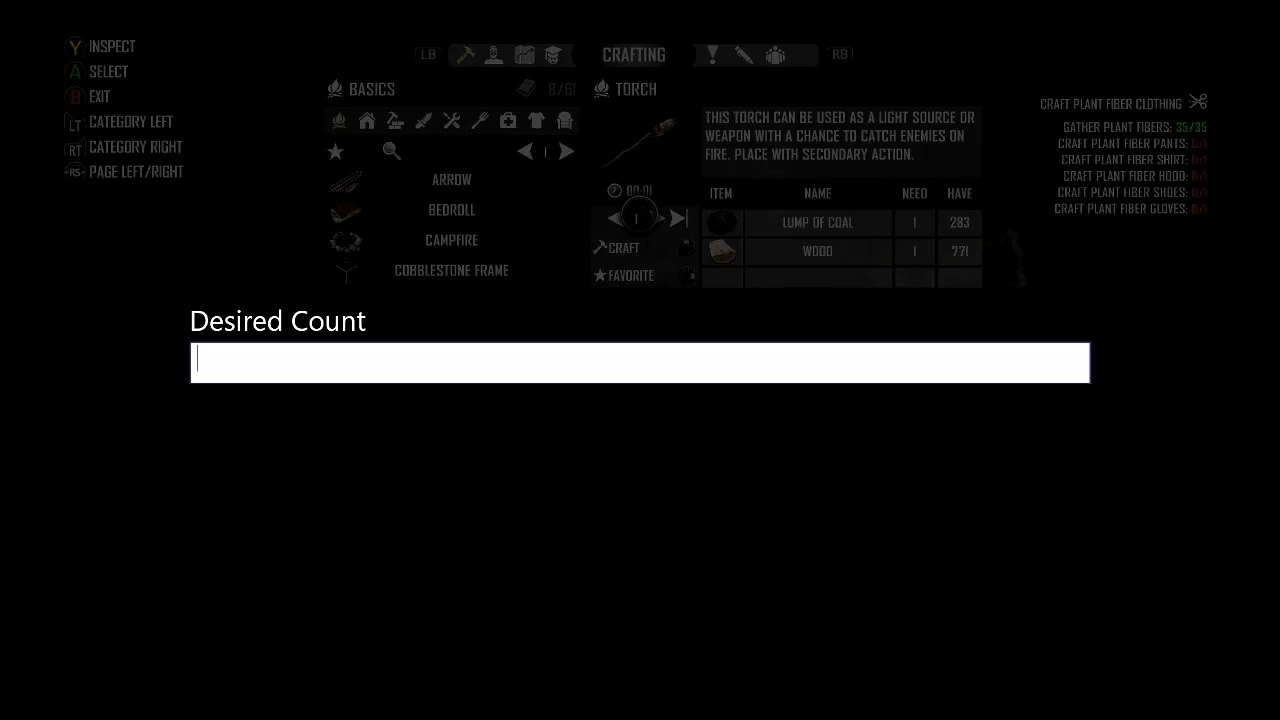 Y INSPECT
A SELECT
B EXIT
LT CATEGORY LEFT
RT CATEGORY RIGHT
RS PAGE LEFT/RIGHT
LB CRAFTING RB
BASICS 8/61
1
ARROW
BEDROLL
CAMPFIRE
COBBLESTONE FRAME
TORCH
THIS TORCH CAN BE USED AS A LIGHT SOURCE OR
WEAPON WITH A CHANCE TO CATCH ENEMIES ON
FIRE. PLACE WITH SECONDARY ACTION.
00:01
1
CRAFT
FAVORITE
ITEM NAME NEED HAVE
LUMP OF COAL 1 283
WOOD 1 771
CRAFT PLANT FIBER CLOTHING
GATHER PLANT FIBERS: 35/35
CRAFT PLANT FIBER PANTS: 0/1
CRAFT PLANT FIBER SHIRT: 0/1
CRAFT PLANT FIBER HOOD: 0/1
CRAFT PLANT FIBER SHOES: 0/1
CRAFT PLANT FIBER GLOVES: 0/1
Desired Count